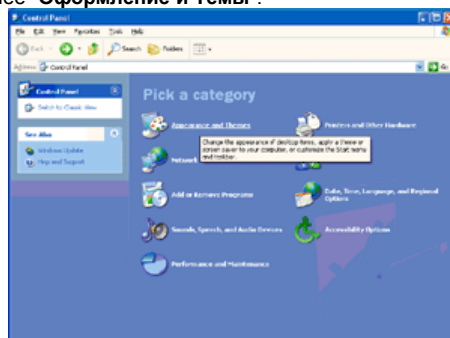 "Оформление и темы".
Control Panel
File Edit View Favorites Tools Help
Back Search Folders
Address Control Panel Go
Control Panel
Switch to Classic View
See Also
Windows Update
Help and Support
Pick a category
Appearance and Themes
Printers and Other Hardware
Change the appearance of desktop items, apply a theme or
screen saver to your computer, or customize the Start menu
and taskbar.
Network
Add or Remove Programs
Date, Time, Language, and Regional
Options
Sounds, Speech, and Audio Devices
Accessibility Options
Performance and Maintenance